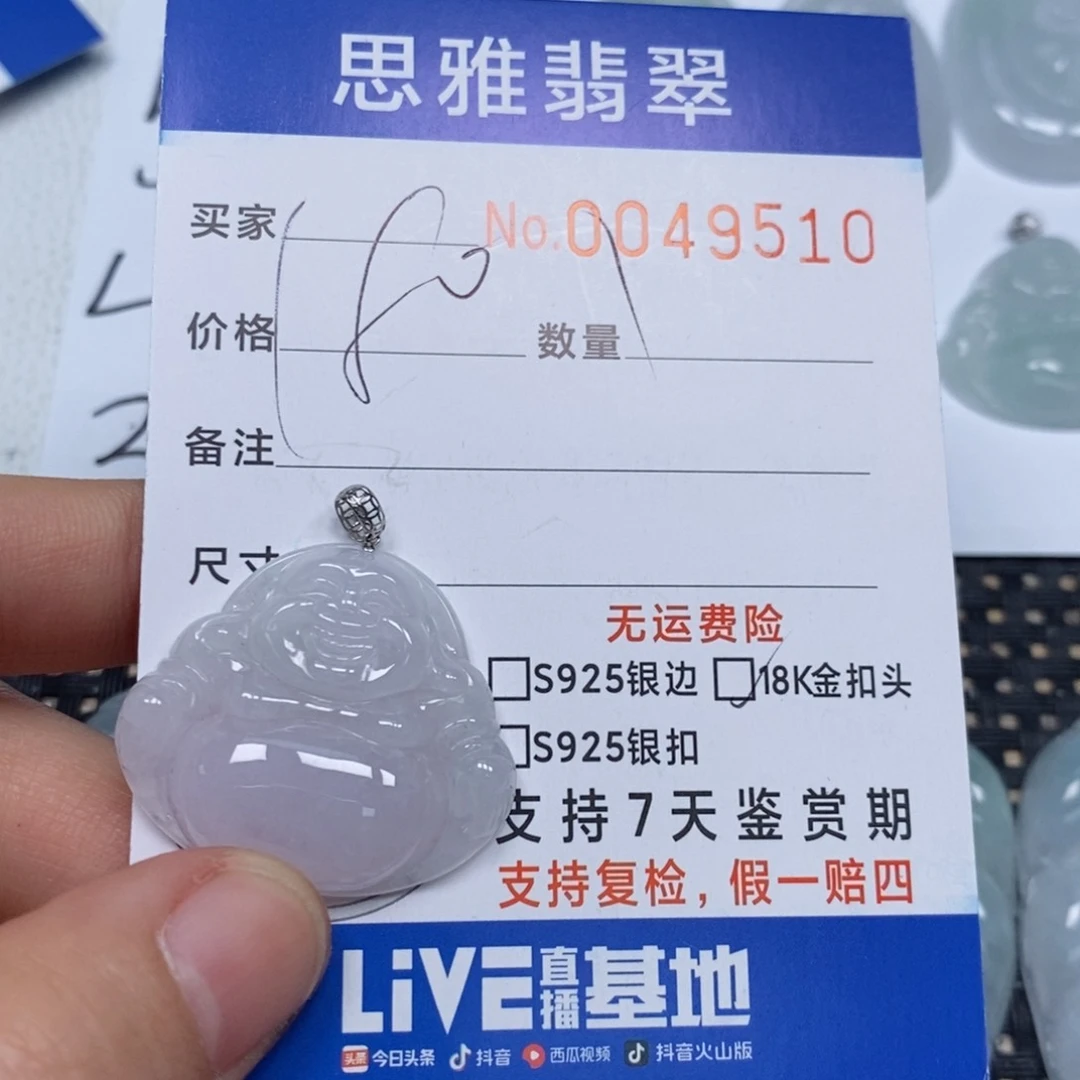 思雅翡翠
买家 No.0049510
价格 数量
备注
尺寸
无运费险
S925银边 18K金扣头
S925银扣
支持7天鉴赏期
支持复检，假一赔四
LiVE直播基地
头条 今日头条 抖音 西瓜视频 抖音火山版
2